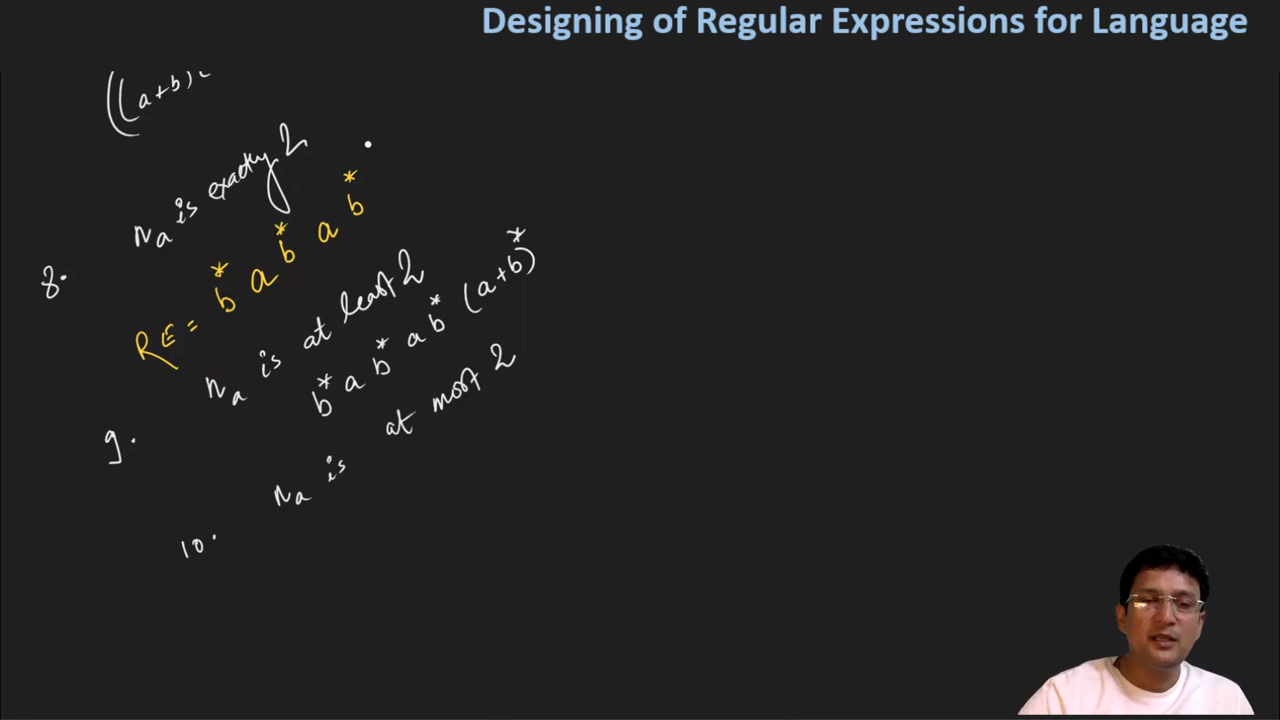 Designing of Regular Expressions for Language
((a+b)
8. na is exactly 2
RE = b* a b* a b*
9. na is at least 2
b* a b* a b* (a+b)*
10. na is at most 2